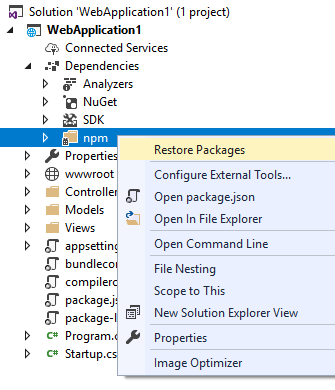 Solution 'WebApplication1' (1 project)
WebApplication1
Connected Services
Dependencies
Analyzers
NuGet
SDK
npm
Properties
wwwroot
Controller
Models
Views
appsetting
bundlecon
compilerc
package.js
package-l
Program.c
Startup.cs
Restore Packages
Configure External Tools...
Open package.json
Open In File Explorer
Open Command Line
File Nesting
Scope to This
New Solution Explorer View
Properties
Image Optimizer